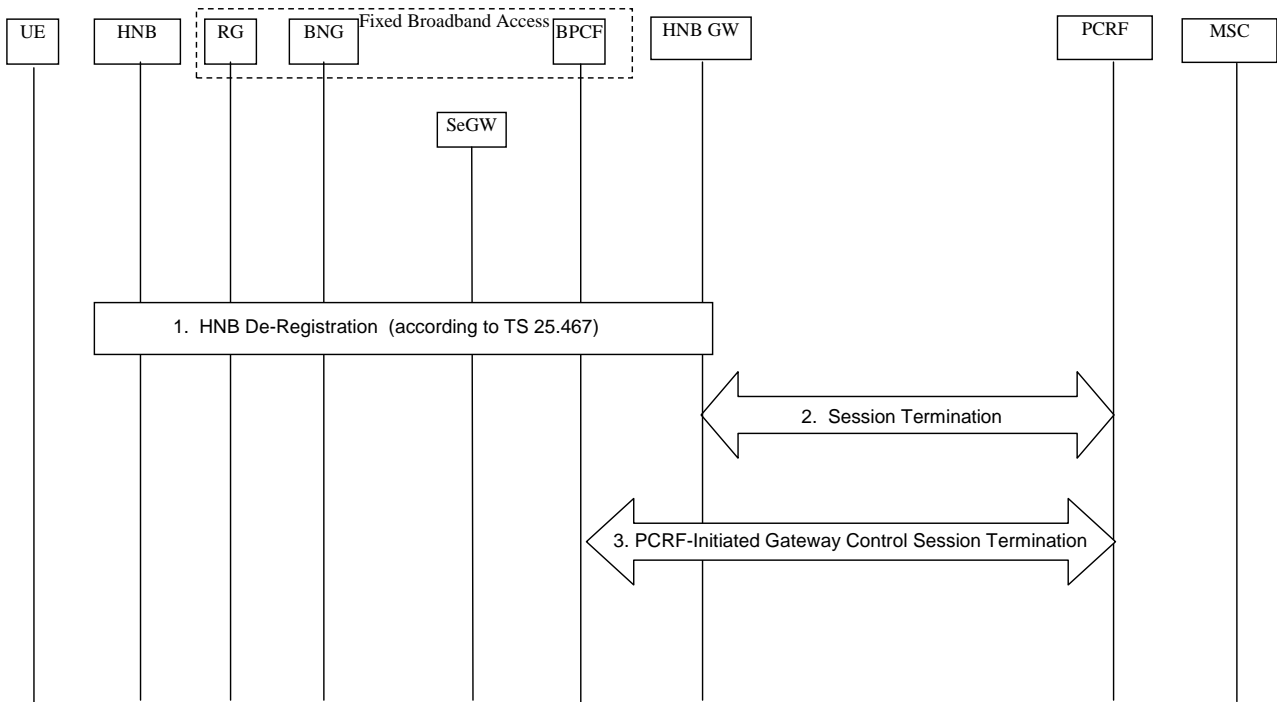 Fixed Broadband Access
UE
HNB
RG
BNG
BPCF
HNB GW
PCRF
MSC
SeGW
1. HNB De-Registration (according to TS 25.467)
2. Session Termination
3. PCRF-Initiated Gateway Control Session Termination